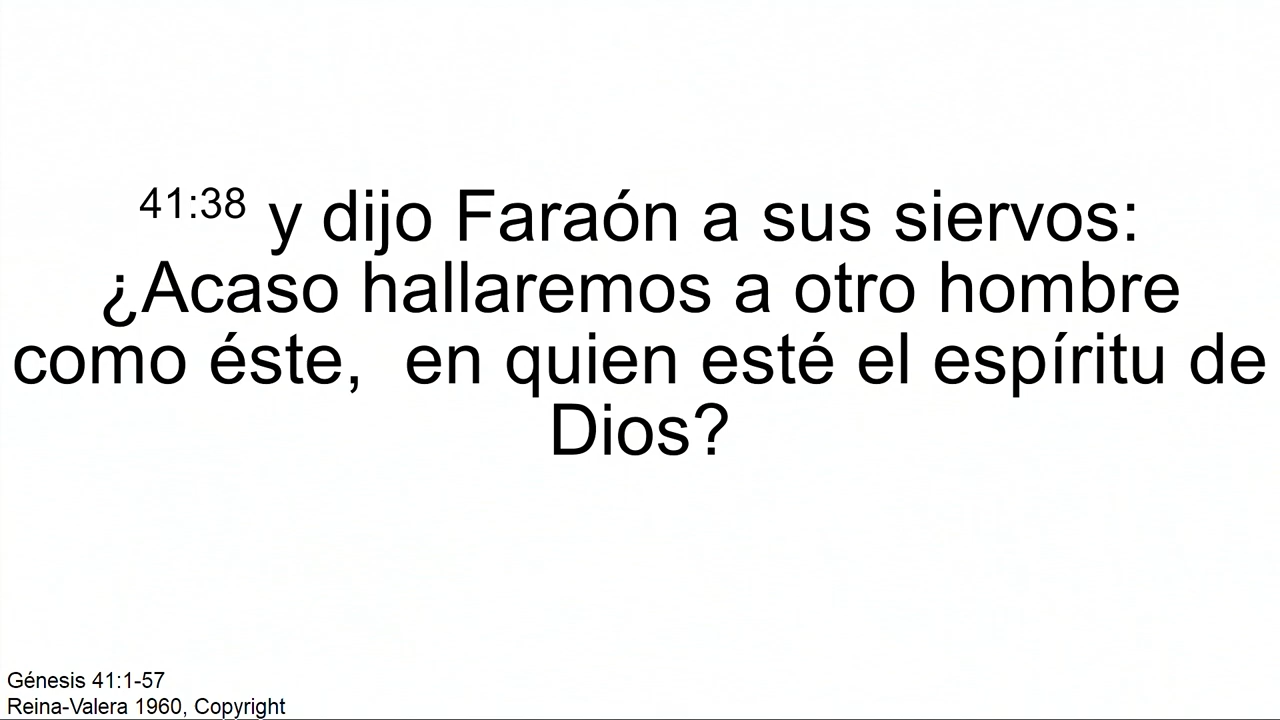 41:38 y dijo Faraón a sus siervos:
¿Acaso hallaremos a otro hombre
como éste,  en quien esté el espíritu de
Dios?
Génesis 41:1-57
Reina-Valera 1960, Copyright